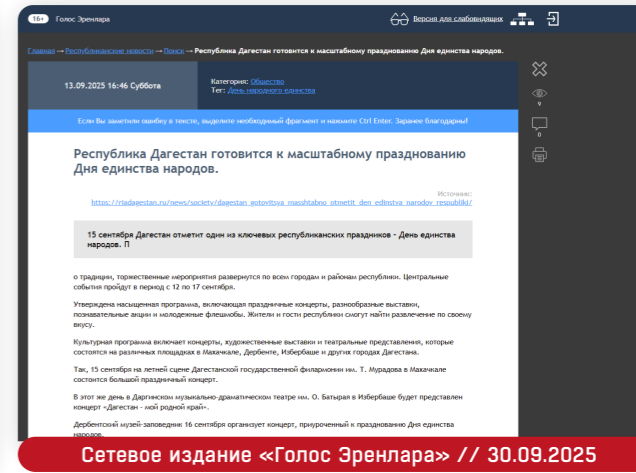 16+ Голос Эренлара Версия для слабовидящих
Главная → Республиканские новости → Поиск → Республика Дагестан готовится к масштабному празднованию Дня единства народов.
13.09.2025 16:46 Суббота
Категория: Общество
Тег: День народного единства
9
0
Если Вы заметили ошибку в тексте, выделите необходимый фрагмент и нажмите Ctrl Enter. Заранее благодарны!
Республика Дагестан готовится к масштабному празднованию
Дня единства народов.
Источник:
https://riadagestan.ru/news/society/dagestan_gotovitsya_masshtabno_otmetit_den_edinstva_narodov_respubliki/
15 сентября Дагестан отметит один из ключевых республиканских праздников – День единства
народов. П
о традиции, торжественные мероприятия развернутся по всем городам и районам республики. Центральные
события пройдут в период с 12 по 17 сентября.
Утверждена насыщенная программа, включающая праздничные концерты, разнообразные выставки,
познавательные акции и молодежные флешмобы. Жители и гости республики смогут найти развлечение по своему
вкусу.
Культурная программа включает концерты, художественные выставки и театральные представления, которые
состоятся на различных площадках в Махачкале, Дербенте, Избербаше и других городах Дагестана.
Так, 15 сентября на летней сцене Дагестанской государственной филармонии им. Т. Мурадова в Махачкале
состоится большой праздничный концерт.
В этот же день в Даргинском музыкально-драматическом театре им. О. Батырая в Избербаше будет представлен
концерт «Дагестан – мой родной край».
Дербентский музей-заповедник 16 сентября организует концерт, приуроченный к празднованию Дня единства
народов.
Сетевое издание «Голос Эренлара» // 30.09.2025